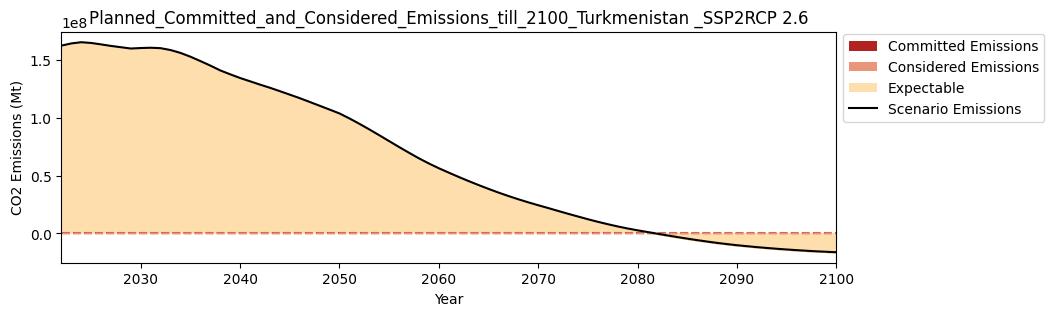 Planned_Committed_and_Considered_Emissions_till_2100_Turkmenistan _SSP2RCP 2.6
1e8
1.5
1.0
0.5
0.0
CO2 Emissions (Mt)
2030 2040 2050 2060 2070 2080 2090 2100
Year
Committed Emissions
Considered Emissions
Expectable
Scenario Emissions